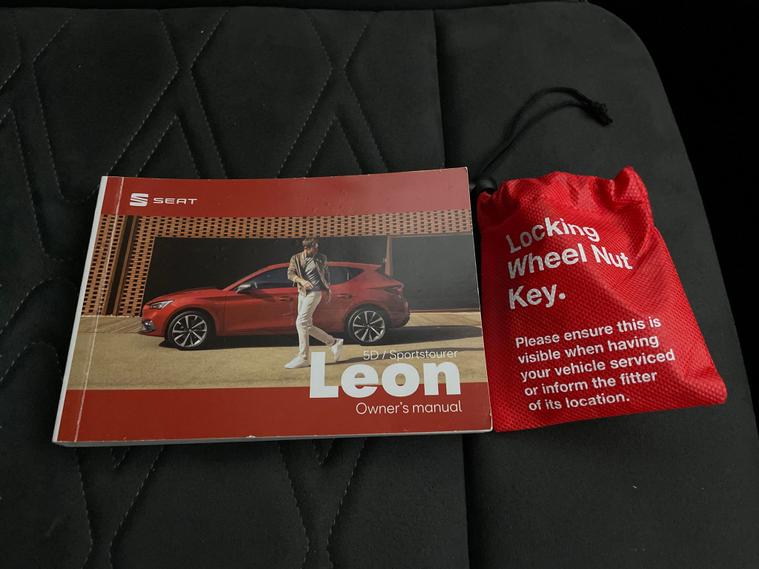 SEAT
5D / Sportstourer
Leon
Owner's manual
Locking
Wheel Nut
Key.
Please ensure this is
visible when having
your vehicle serviced
or inform the fitter
of its location.